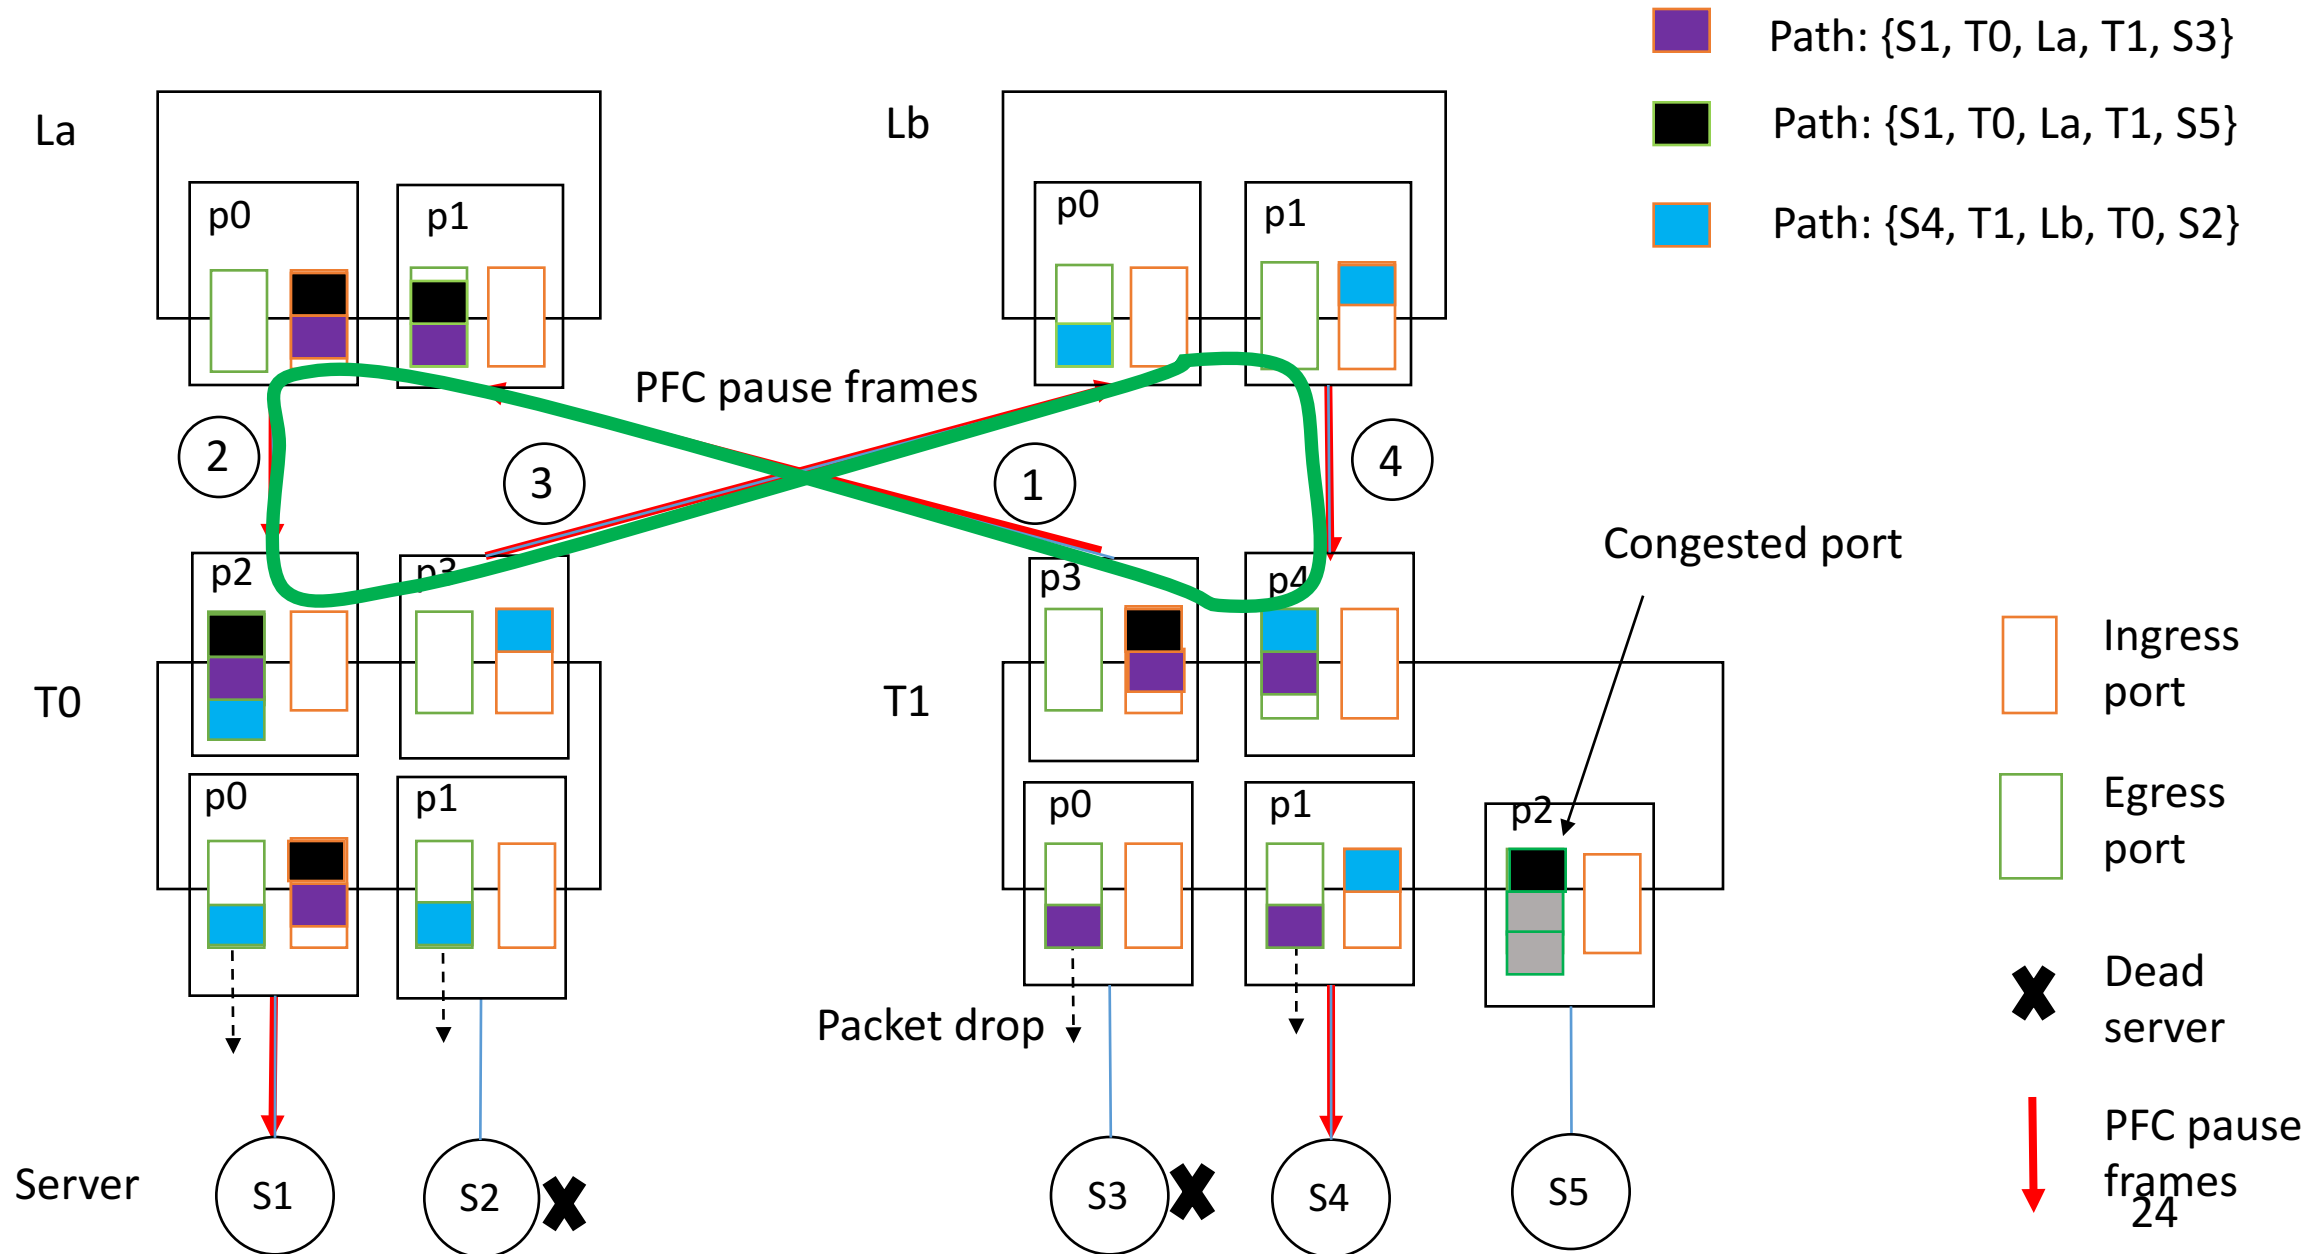 Path: {S1, T0, La, T1, S3}
Path: {S1, T0, La, T1, S5}
Path: {S4, T1, Lb, T0, S2}
La
p0
p1
Lb
p0
p1
PFC pause frames
2
3
1
4
Congested port
T0
p2
p3
p0
p1
T1
p3
p4
p0
p1
p2
Packet drop
Server
S1
S2
S3
S4
S5
Ingress
port
Egress
port
Dead
server
PFC pause
frames
24